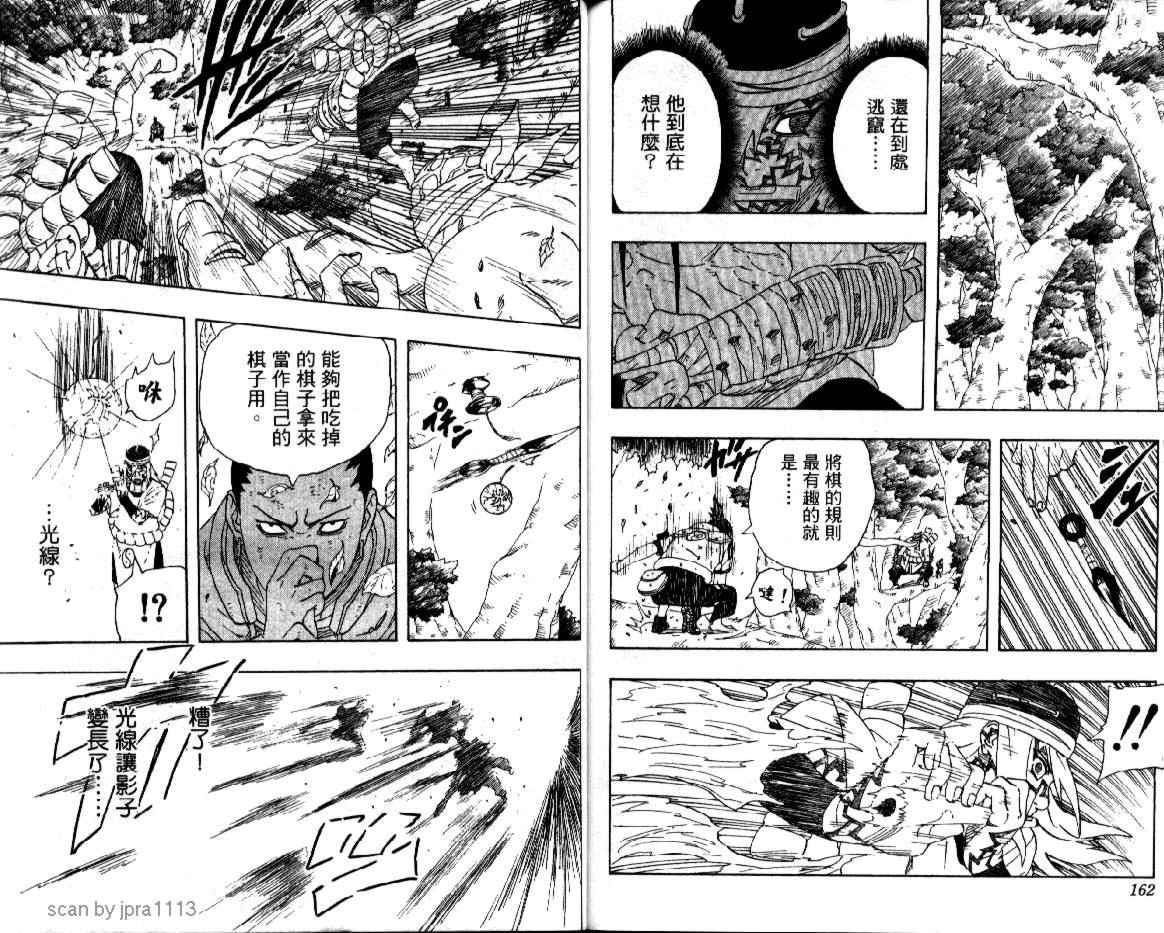 還在到處
逃竄……
他到底在
想什麼？
將棋的規則
最有趣的就
是……
噠！
!!
162
能夠把吃掉
的棋子拿來
當作自己的
棋子用。
咻
…光線？
!?
糟了！
光線讓影子
變長了……
scan by jpra1113